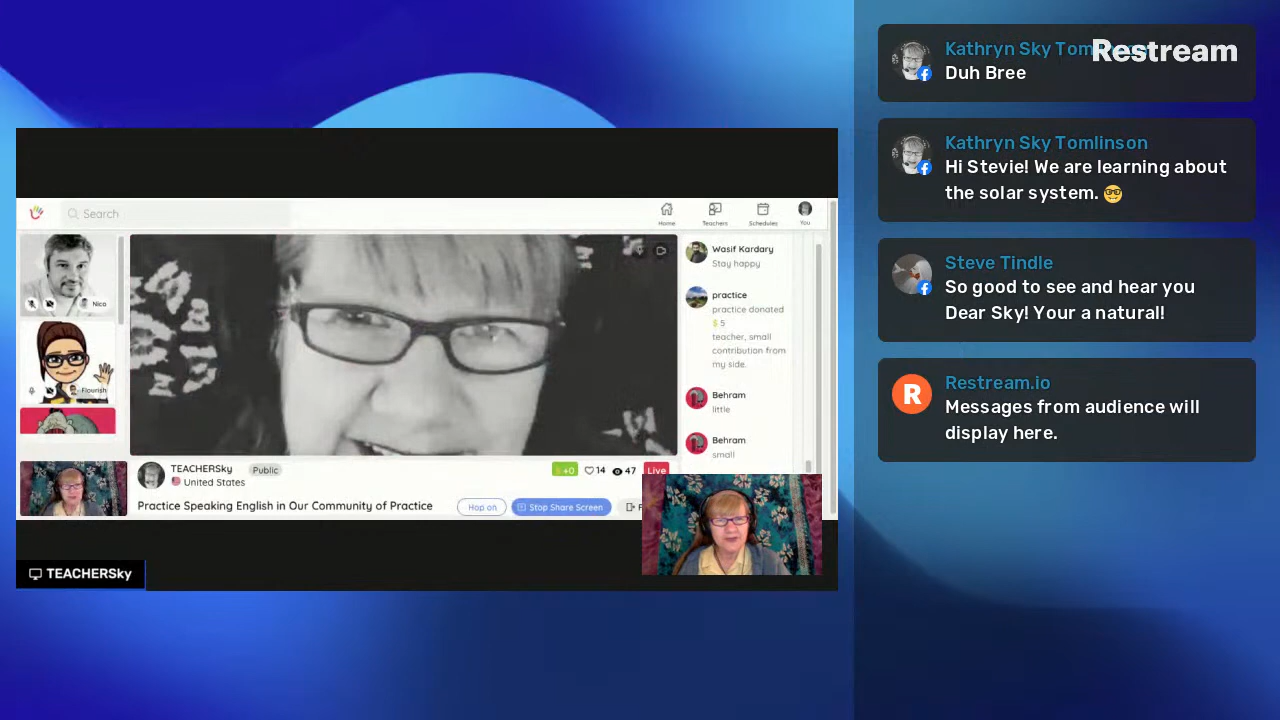 Search
Home
Teachers
Schedules
You
Nico
Flourish
Wasif Kardary
Stay happy
practice
practice donated
$ 5
teacher, small
contribution from
my side.
Behram
little
Behram
small
TEACHERSky
Public
United States
+0
14
47
Live
Practice Speaking English in Our Community of Practice
Hop on
Stop Share Screen
TEACHERSky
Kathryn Sky
Restream
Duh Bree
Kathryn Sky Tomlinson
Hi Stevie! We are learning about
the solar system. 🤓
Steve Tindle
So good to see and hear you
Dear Sky! Your a natural!
R
Restream.io
Messages from audience will
display here.